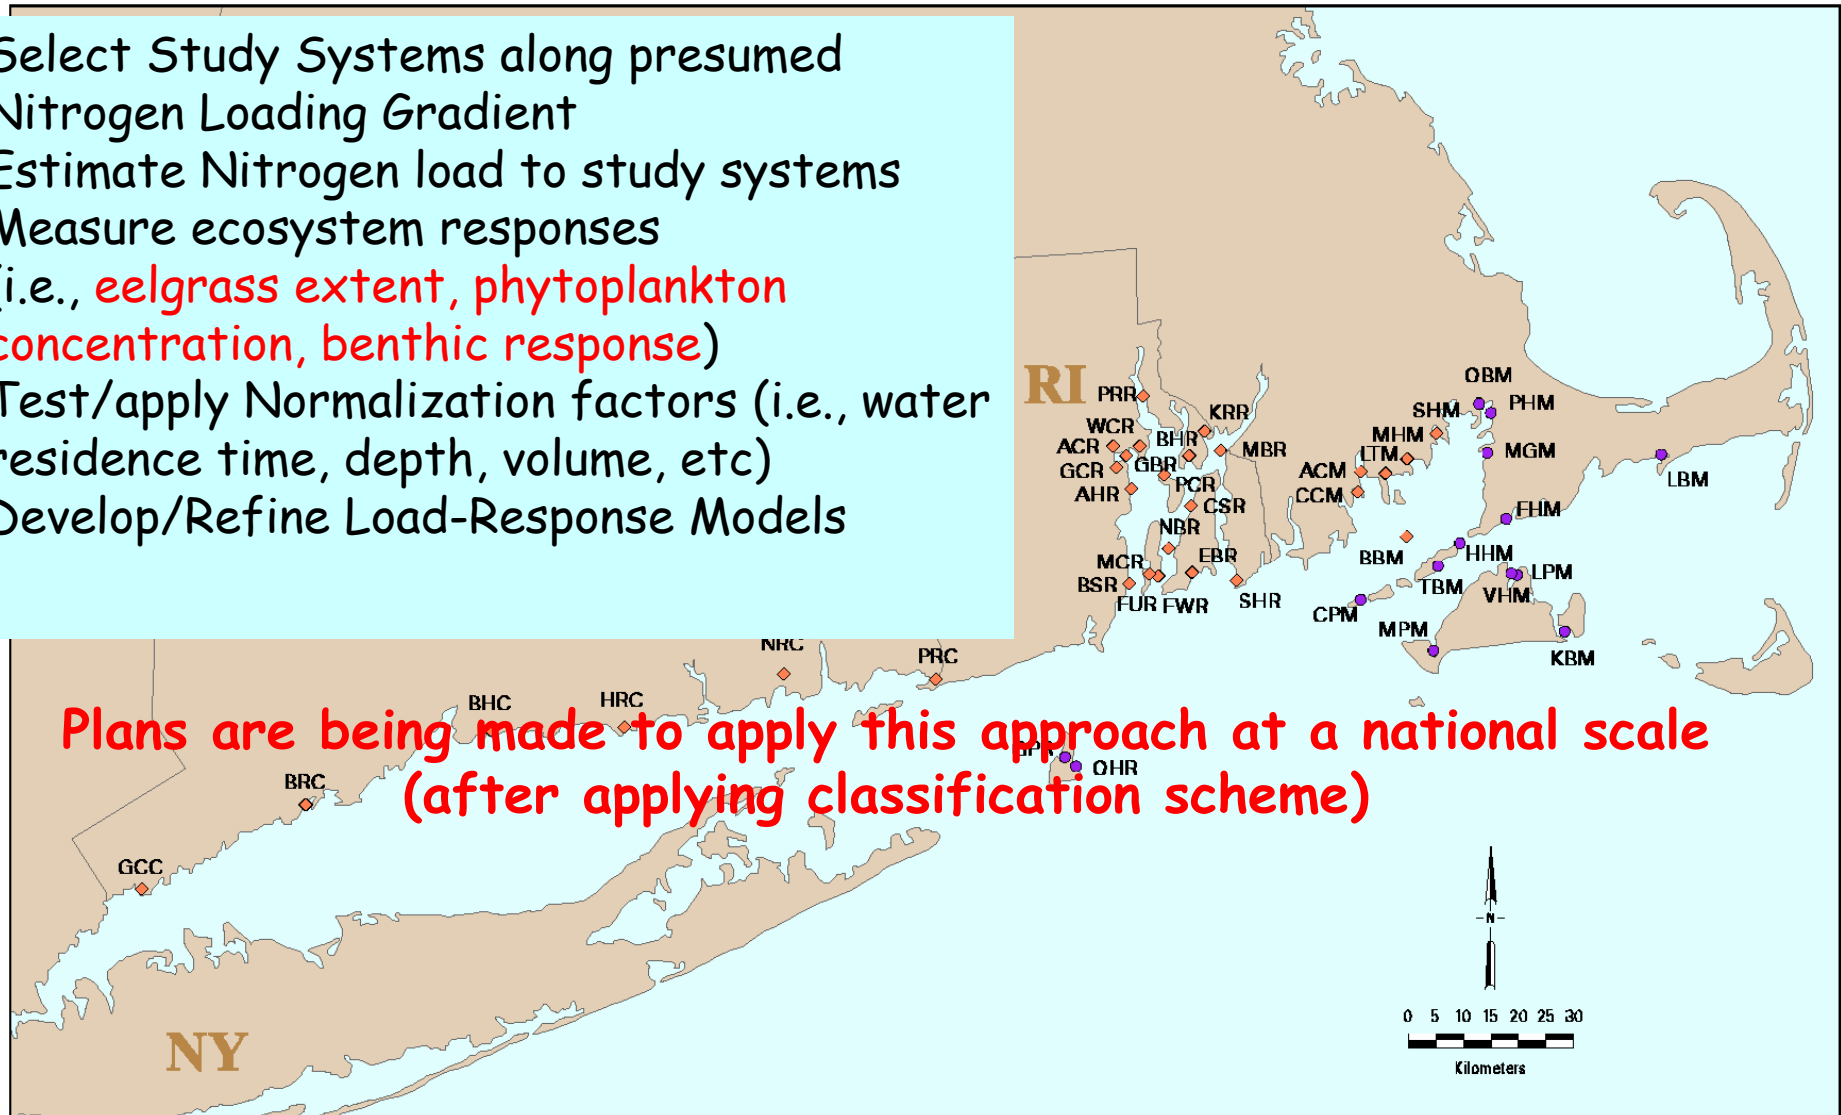 Select Study Systems along presumed
Nitrogen Loading Gradient
Estimate Nitrogen load to study systems
Measure ecosystem responses
(i.e., eelgrass extent, phytoplankton
concentration, benthic response)
Test/apply Normalization factors (i.e., water
residence time, depth, volume, etc)
Develop/Refine Load-Response Models
RI
PRR
KRR
WCR
BHR
ACR
MBR
GCR
GBR
AHR
PCR
CSR
NBR
EBR
MCR
BSR
FUR
FWR
SHR
OBM
PHM
SHM
MHM
LTM
MGM
ACM
CCM
LBM
FHM
BBM
HHM
TBM
LPM
VHM
CPM
MPM
KBM
NRC
PRC
BHC
HRC
Plans are being made to apply this approach at a national scale
(after applying classification scheme)
OHR
BRC
GCC
NY
-N-
0 5 10 15 20 25 30
Kilometers